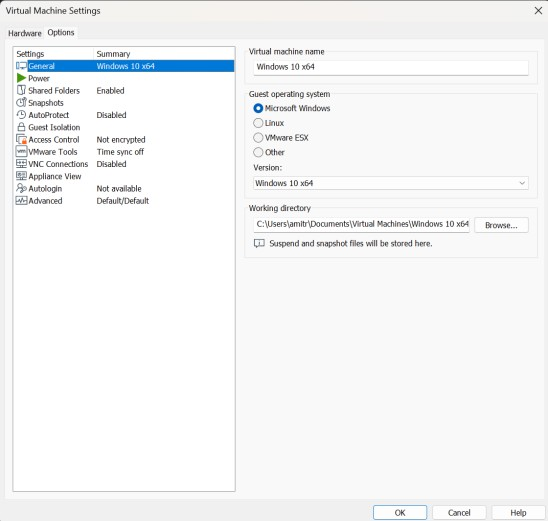 Virtual Machine Settings
Hardware Options
Settings Summary
General Windows 10 x64
Power
Shared Folders Enabled
Snapshots
AutoProtect Disabled
Guest Isolation
Access Control Not encrypted
VMware Tools Time sync off
VNC Connections Disabled
Appliance View
Autologin Not available
Advanced Default/Default
Virtual machine name
Windows 10 x64
Guest operating system
Microsoft Windows
Linux
VMware ESX
Other
Version:
Windows 10 x64
Working directory
C:\Users\amitr\Documents\Virtual Machines\Windows 10 x64 Browse...
Suspend and snapshot files will be stored here.
OK Cancel Help